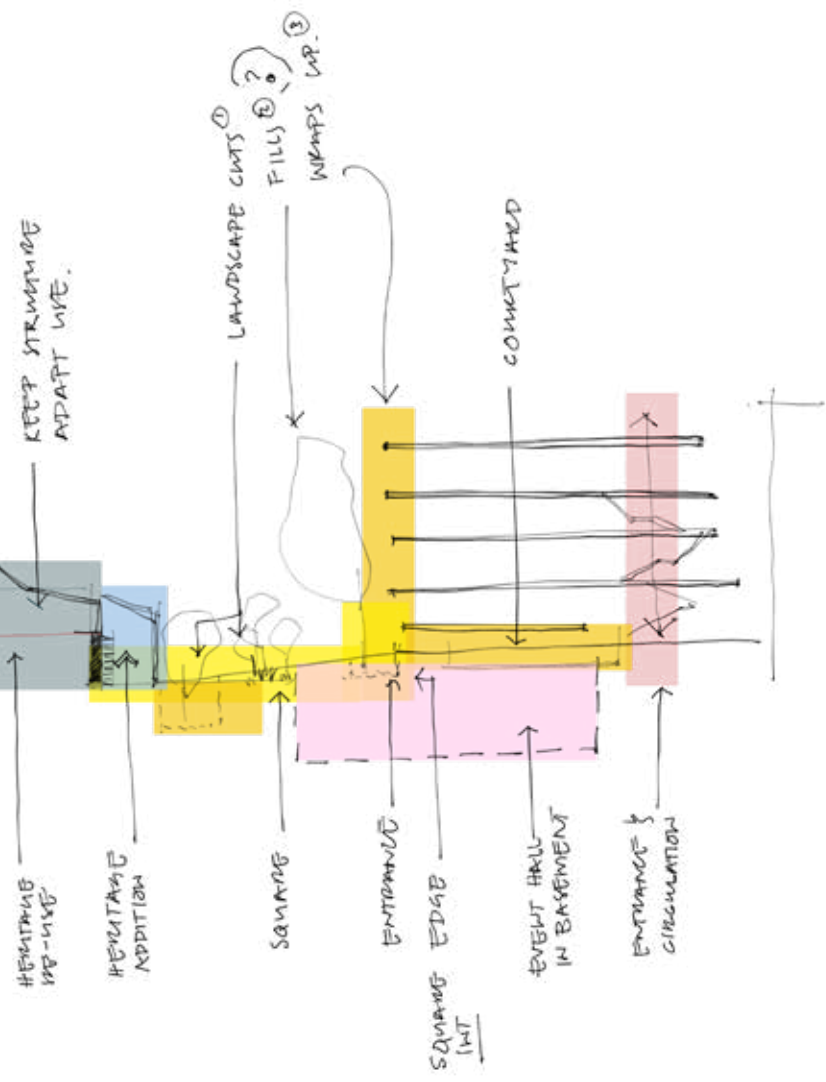 KEEP STRUCTURE
ADAPT USE.
LANDSCAPE CUTS ①
FILLS ② (?)
WRAPS UP. ③
COURTYARD
HERITAGE
RE-USE
HERITAGE
ADDITION
SQUARE
ENTRANCE
SQUARE EDGE
INT
EVENT HALL
IN BASEMENT
ENTRANCE &
CIRCULATION